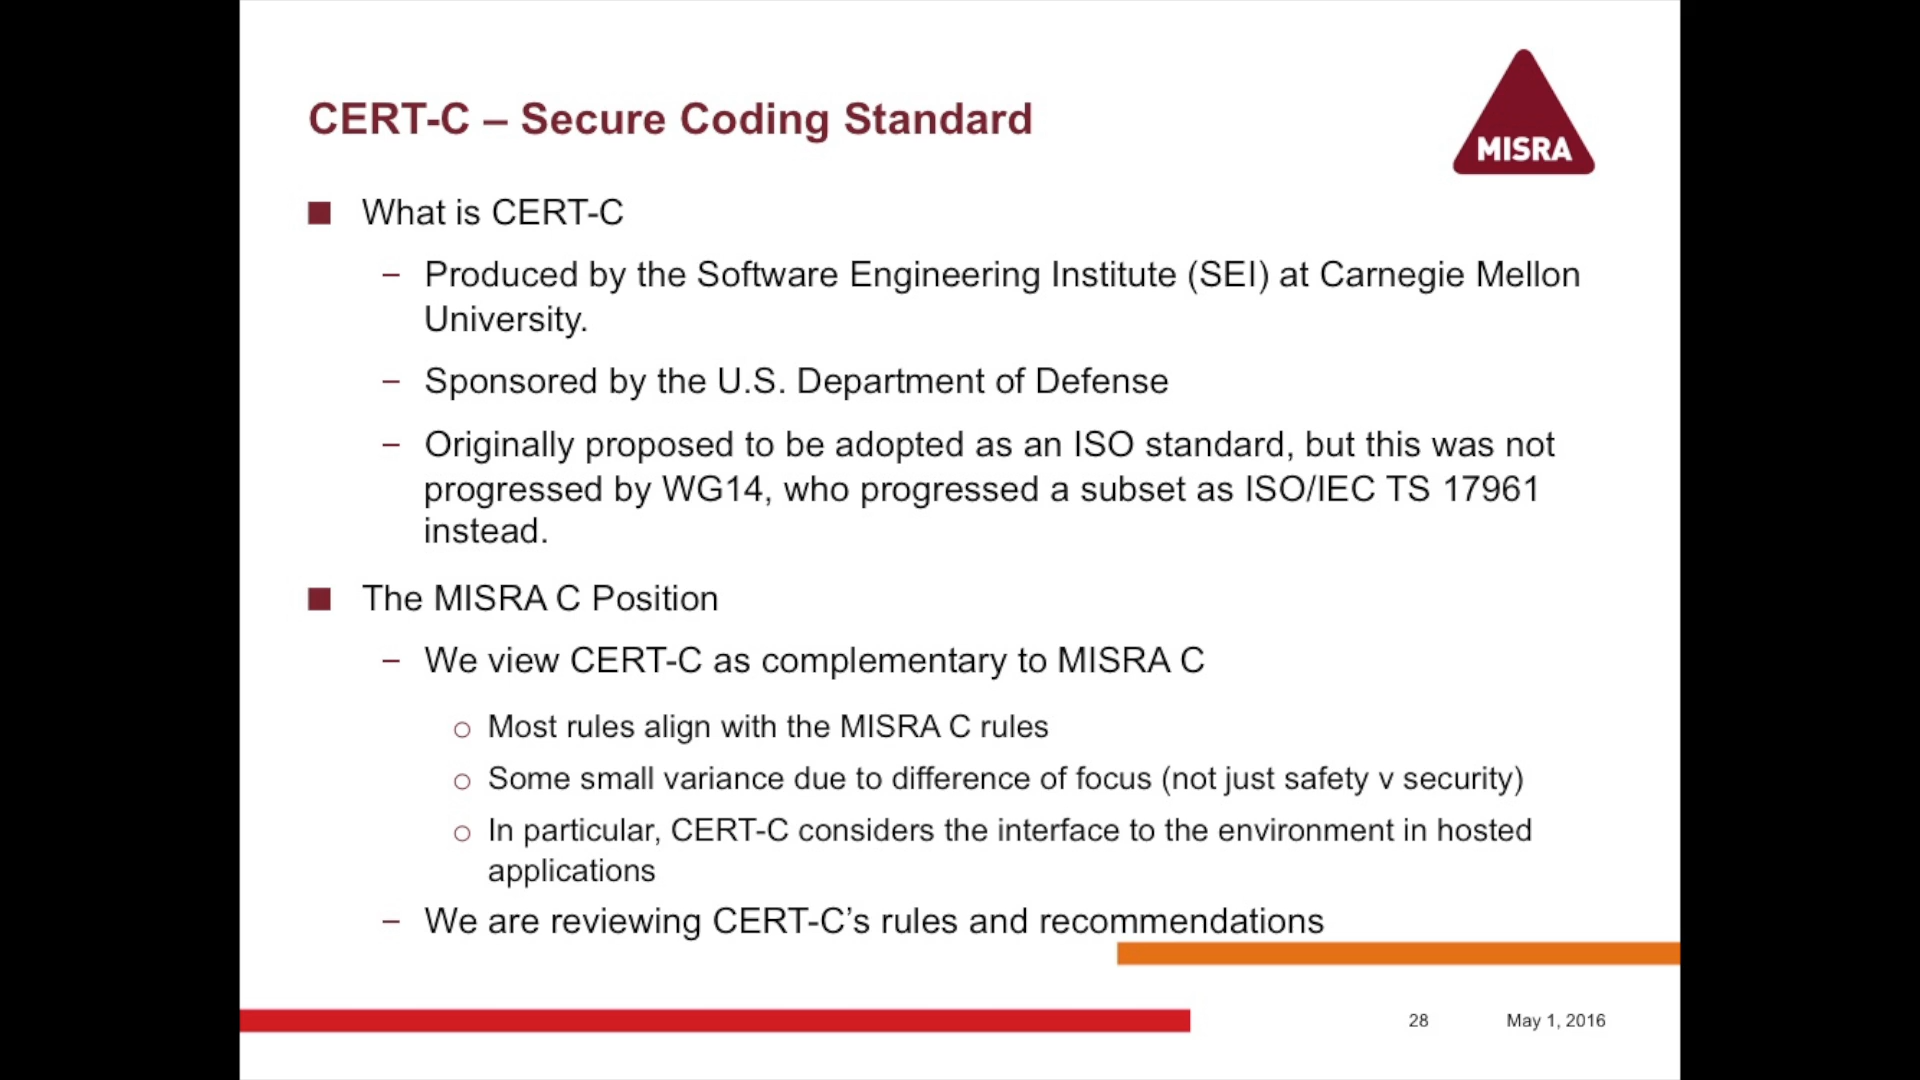 CERT-C – Secure Coding Standard
MISRA
What is CERT-C
– Produced by the Software Engineering Institute (SEI) at Carnegie Mellon
University.
– Sponsored by the U.S. Department of Defense
– Originally proposed to be adopted as an ISO standard, but this was not
progressed by WG14, who progressed a subset as ISO/IEC TS 17961
instead.
The MISRA C Position
– We view CERT-C as complementary to MISRA C
Most rules align with the MISRA C rules
Some small variance due to difference of focus (not just safety v security)
In particular, CERT-C considers the interface to the environment in hosted
applications
– We are reviewing CERT-C’s rules and recommendations
28 May 1, 2016